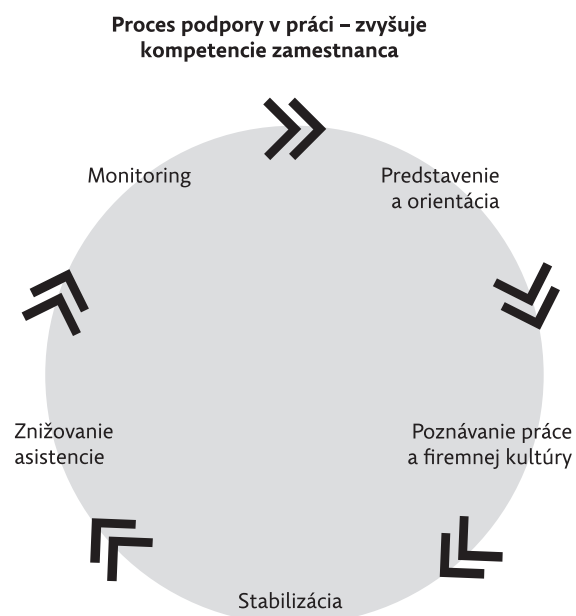 Proces podpory v práci – zvyšuje
kompetencie zamestnanca
Monitoring
Predstavenie
a orientácia
Poznávanie práce
a firemnej kultúry
Stabilizácia
Znižovanie
asistencie